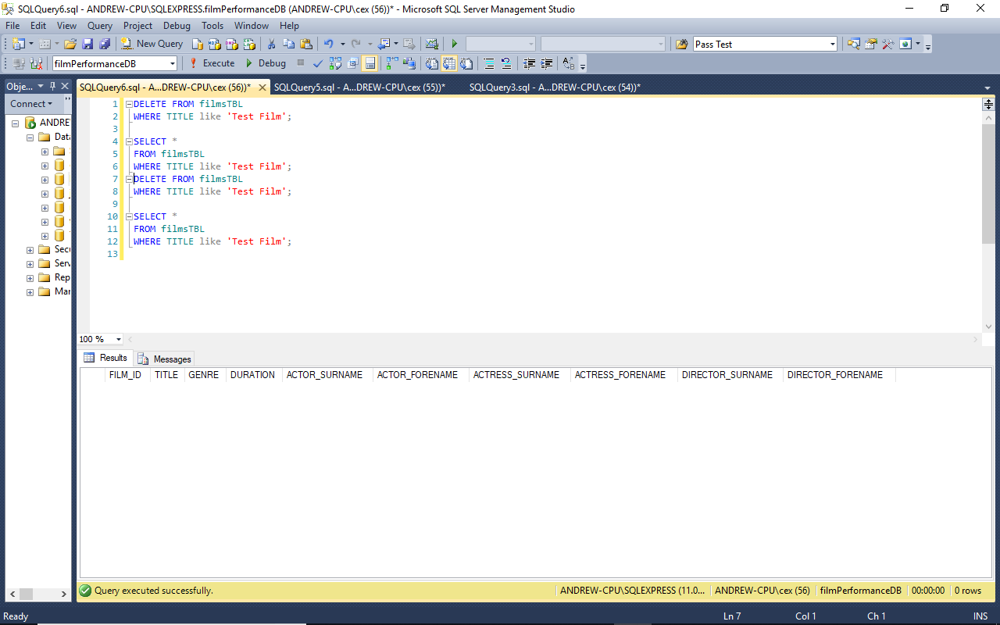 SQLQuery6.sql - ANDREW-CPU\SQLEXPRESS.filmPerformanceDB (ANDREW-CPU\cex (56))* - Microsoft SQL Server Management Studio
File Edit View Query Project Debug Tools Window Help
New Query Pass Test
filmPerformanceDB Execute Debug
Obje...
SQLQuery6.sql - A...DREW-CPU\cex (56))* SQLQuery5.sql - A...DREW-CPU\cex (55))* SQLQuery3.sql - A...DREW-CPU\cex (54))*
Connect
ANDRE
Data
Secu
Serv
Rep
Mar
1 DELETE FROM filmsTBL
2 WHERE TITLE like 'Test Film';
3
4 SELECT *
5 FROM filmsTBL
6 WHERE TITLE like 'Test Film';
7 DELETE FROM filmsTBL
8 WHERE TITLE like 'Test Film';
9
10 SELECT *
11 FROM filmsTBL
12 WHERE TITLE like 'Test Film';
13
100 %
Results Messages
FILM_ID TITLE GENRE DURATION ACTOR_SURNAME ACTOR_FORENAME ACTRESS_SURNAME ACTRESS_FORENAME DIRECTOR_SURNAME DIRECTOR_FORENAME
Query executed successfully. ANDREW-CPU\SQLEXPRESS (11.0... ANDREW-CPU\cex (56) filmPerformanceDB 00:00:00 0 rows
Ready Ln 7 Col 1 Ch 1 INS